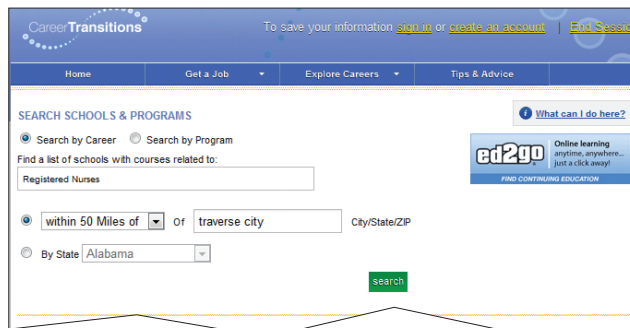 CareerTransitions
To save your information sign in or create an account | End Sessio
Home Get a Job Explore Careers Tips & Advice
SEARCH SCHOOLS & PROGRAMS
i What can I do here?
Search by Career Search by Program
Find a list of schools with courses related to:
Registered Nurses
ed2go Online learning
anytime, anywhere...
just a click away!
FIND CONTINUING EDUCATION
within 50 Miles of Of traverse city City/State/ZIP
By State Alabama
search